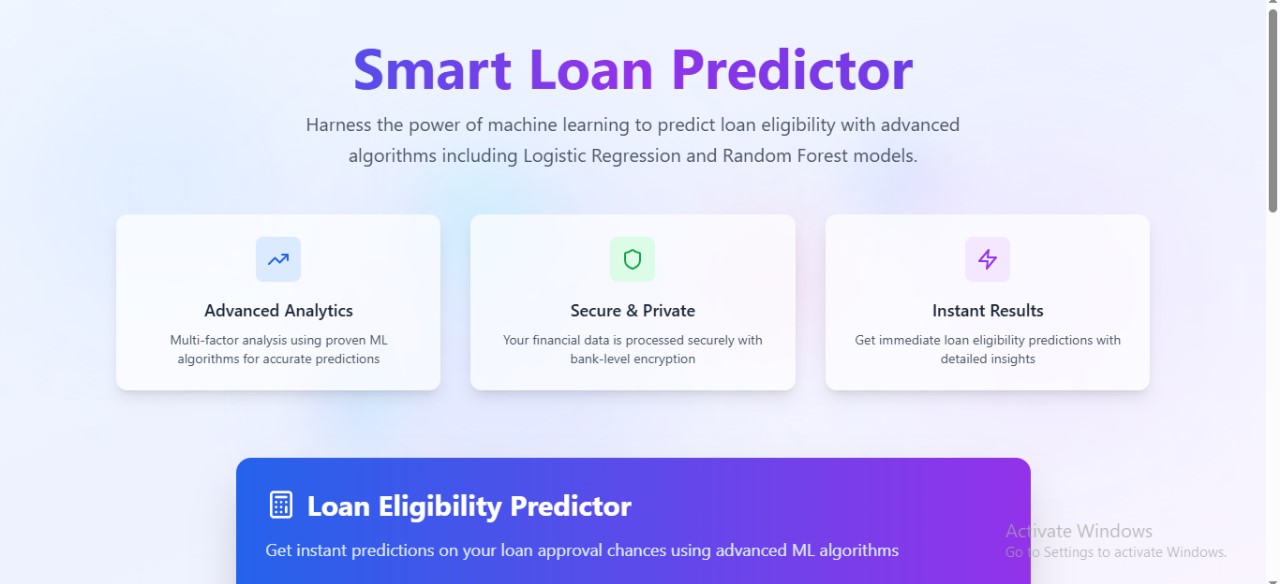 Smart Loan Predictor
Harness the power of machine learning to predict loan eligibility with advanced
algorithms including Logistic Regression and Random Forest models.
Advanced Analytics
Multi-factor analysis using proven ML
algorithms for accurate predictions
Secure & Private
Your financial data is processed securely with
bank-level encryption
Instant Results
Get immediate loan eligibility predictions with
detailed insights
Loan Eligibility Predictor
Get instant predictions on your loan approval chances using advanced ML algorithms
Activate Windows
Go to Settings to activate Windows.